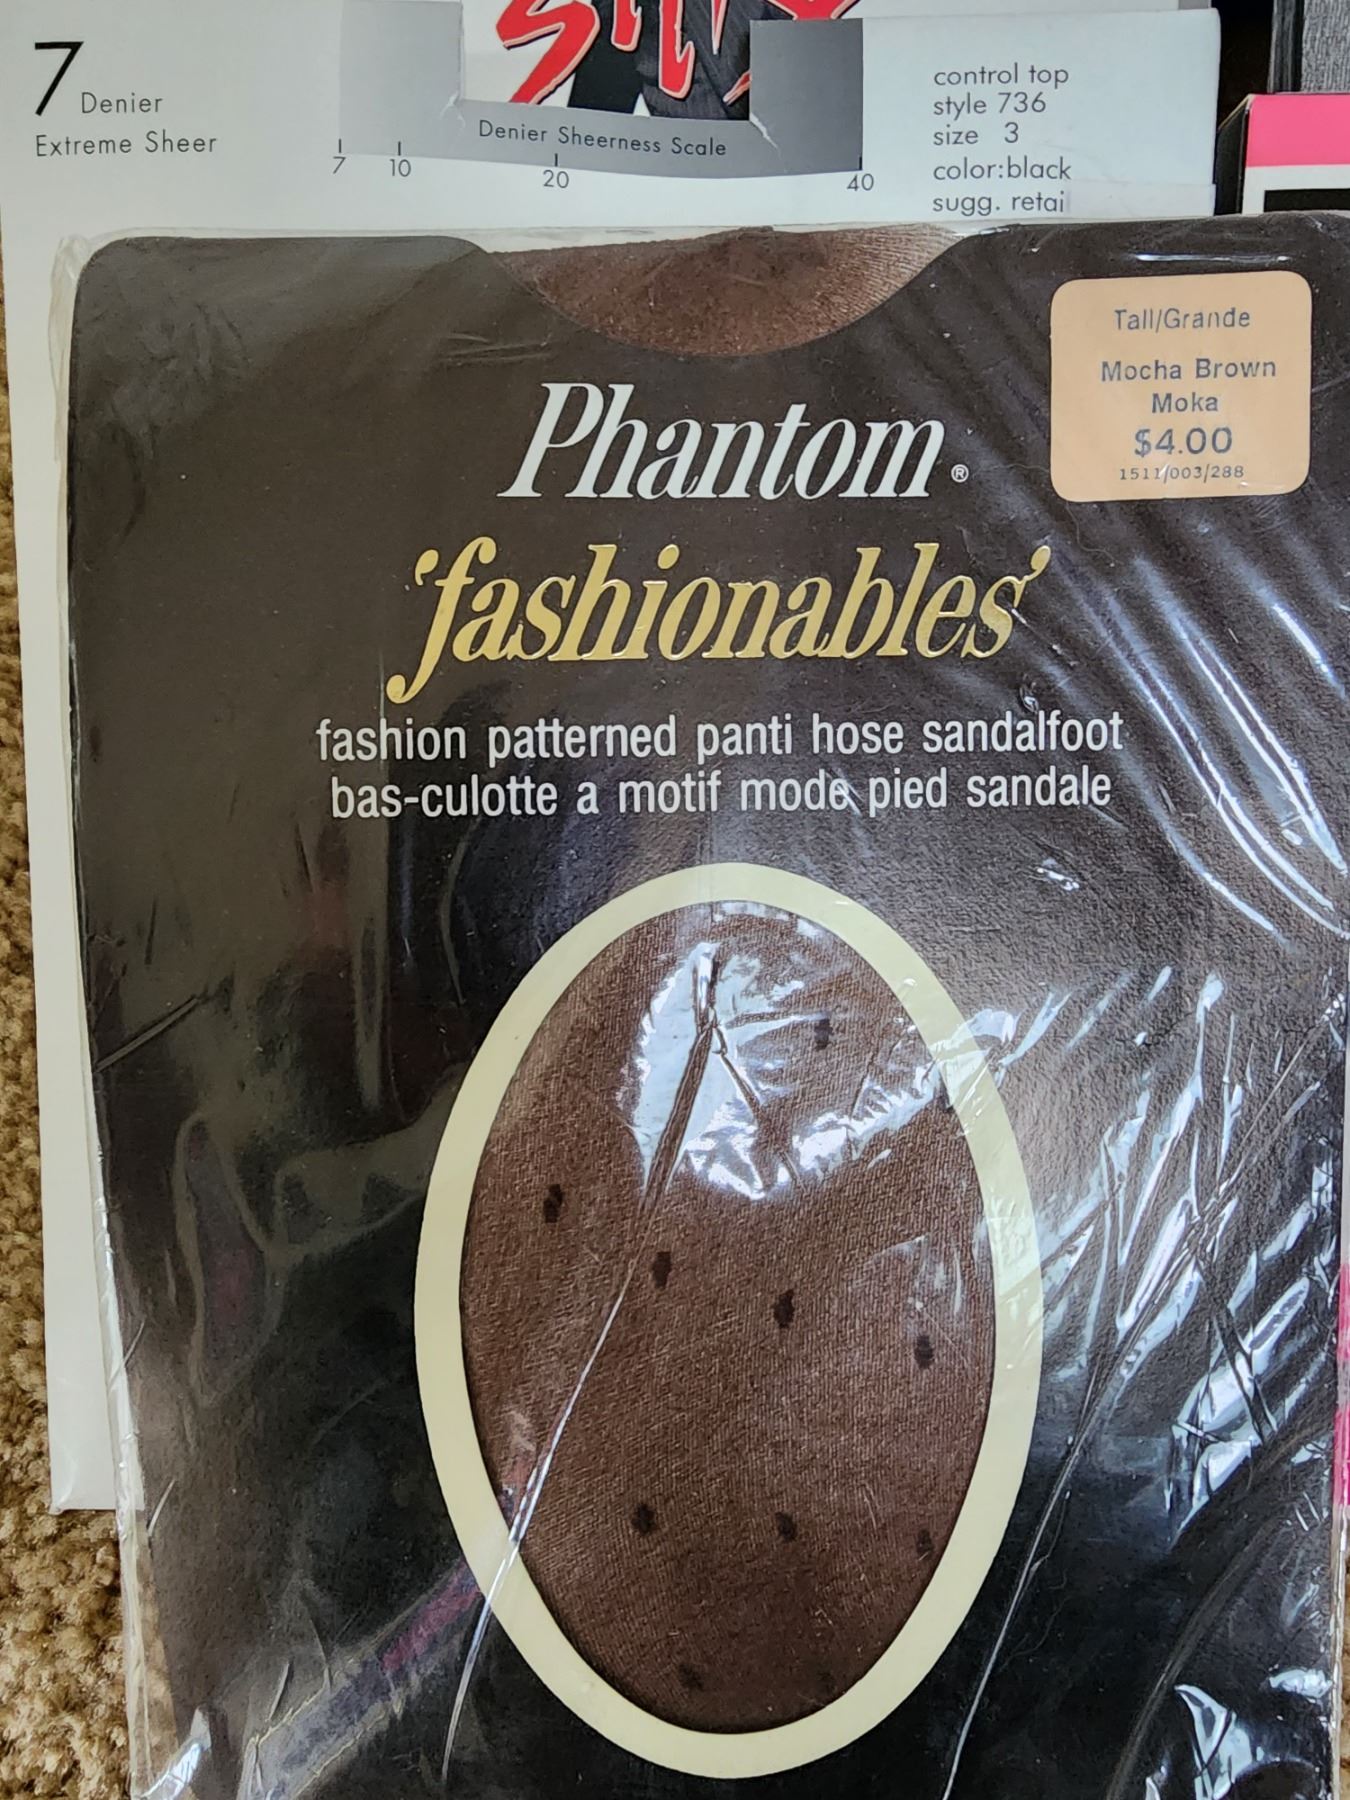 7 Denier
Extreme Sheer
Denier Sheerness Scale
7 10 20 40
control top
style 736
size 3
color:black
sugg. retai
Tall/Grande
Mocha Brown
Moka
$4.00
1511/003/288
Phantom®
'fashionables'
fashion patterned panti hose sandalfoot
bas-culotte a motif mode pied sandale